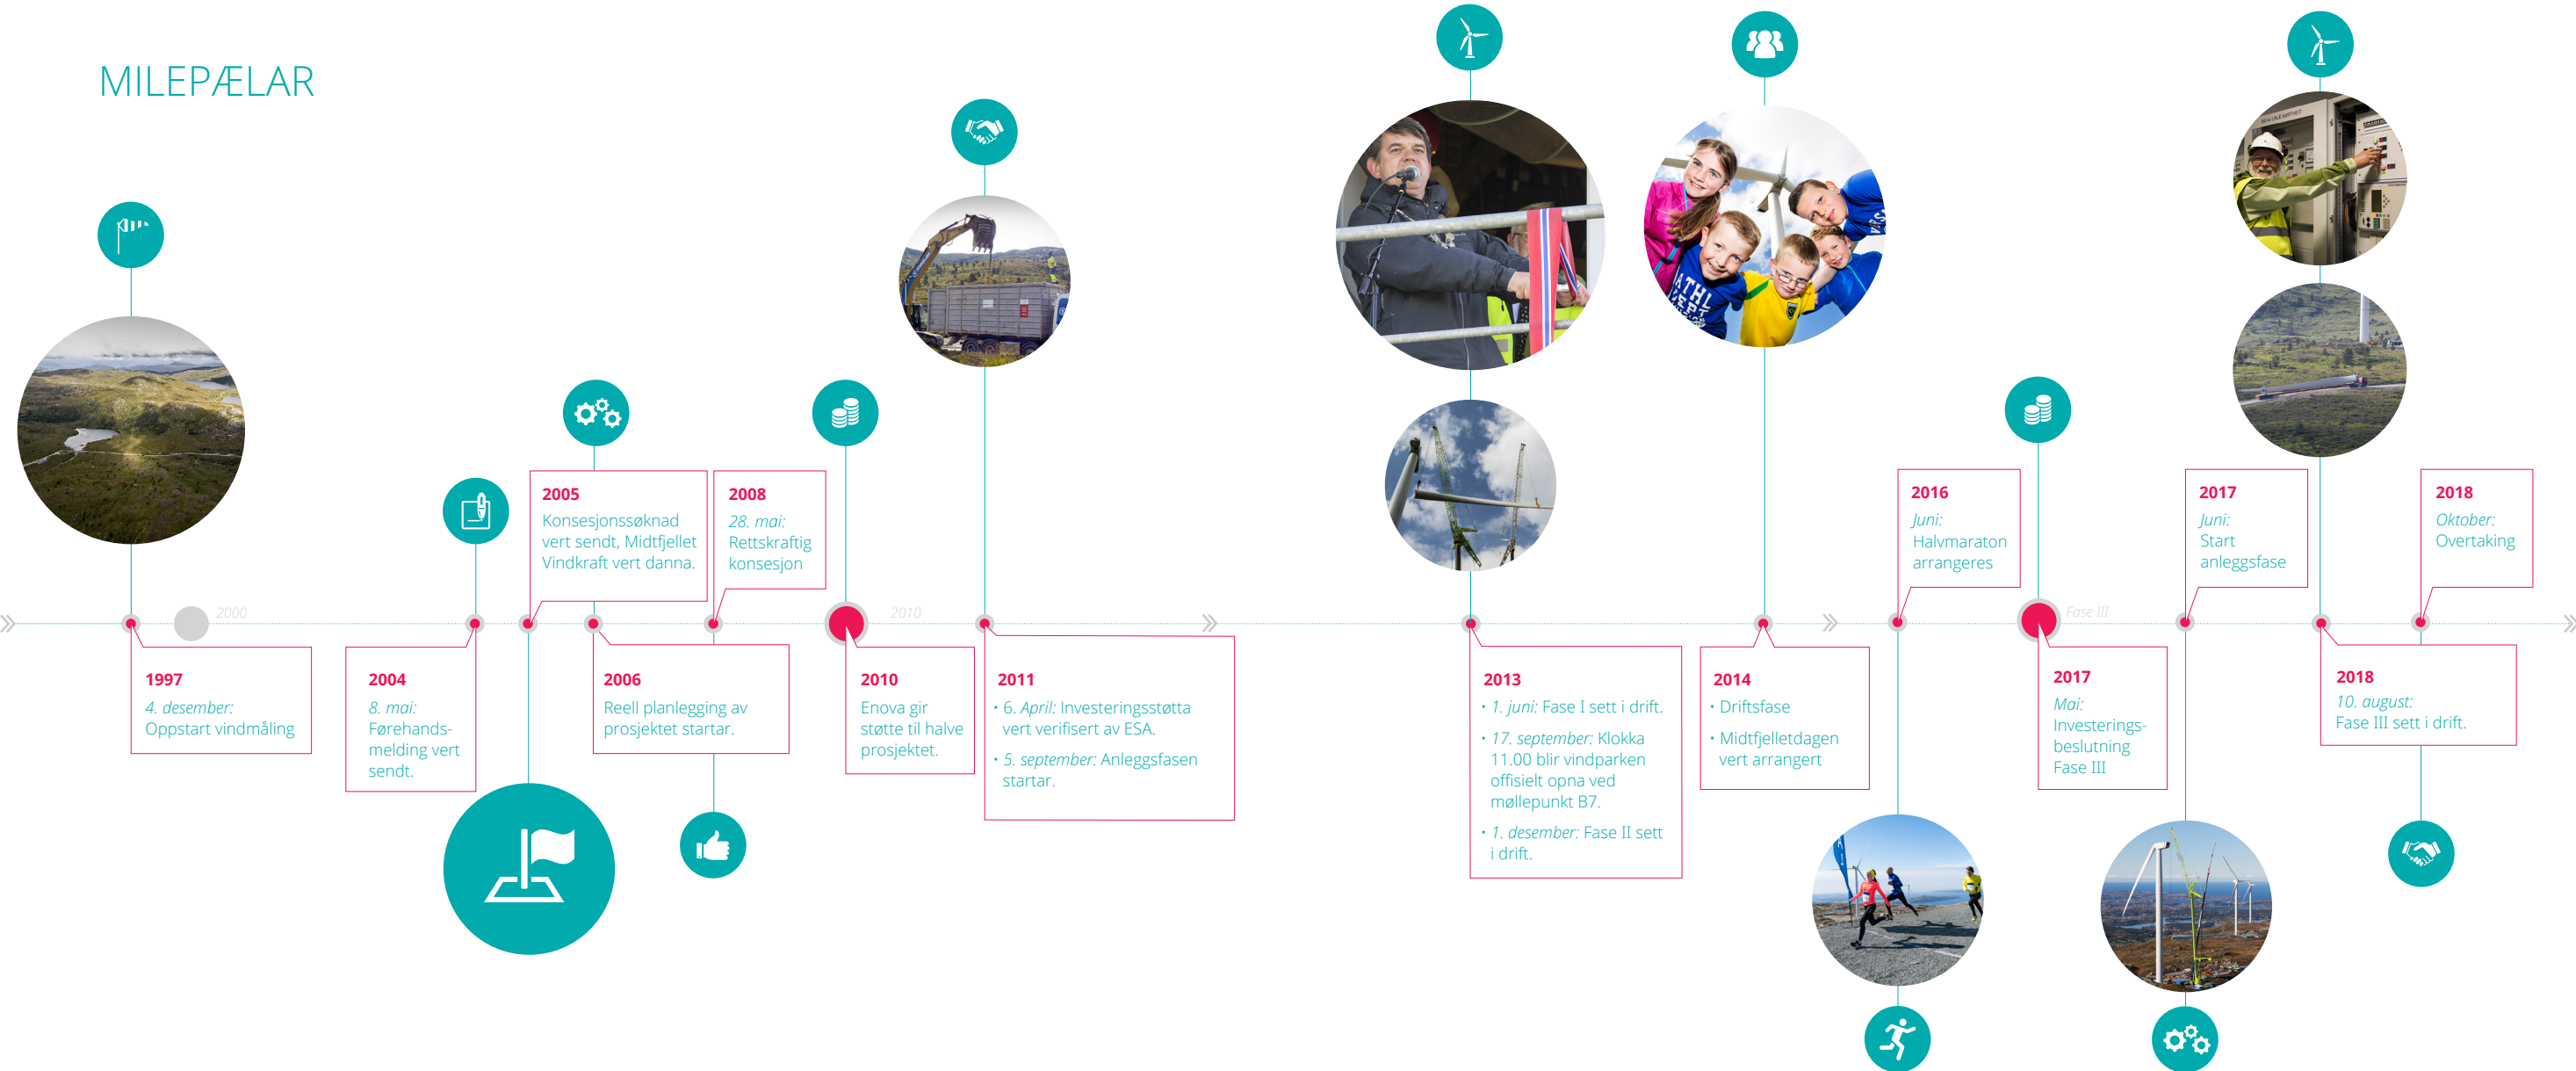 MILEPÆLAR
1997
4. desember:
Oppstart vindmåling
2000
2004
8. mai:
Førehands-
melding vert
sendt.
2005
Konsesjonssøknad
vert sendt, Midtfjellet
Vindkraft vert danna.
2006
Reell planlegging av
prosjektet startar.
2008
28. mai:
Rettskraftig
konsesjon
2010
2010
Enova gir
støtte til halve
prosjektet.
2011
• 6. April: Investeringsstøtta
vert verifisert av ESA.
• 5. september: Anleggsfasen
startar.
2013
• 1. juni: Fase I sett i drift.
• 17. september: Klokka
11.00 blir vindparken
offisielt opna ved
møllepunkt B7.
• 1. desember: Fase II sett
i drift.
2014
• Driftsfase
• Midtfjelletdagen
vert arrangert
2016
Juni:
Halvmaraton
arrangeres
Fase III
2017
Mai:
Investerings-
beslutning
Fase III
2017
Juni:
Start
anleggsfase
2018
10. august:
Fase III sett i drift.
2018
Oktober:
Overtaking